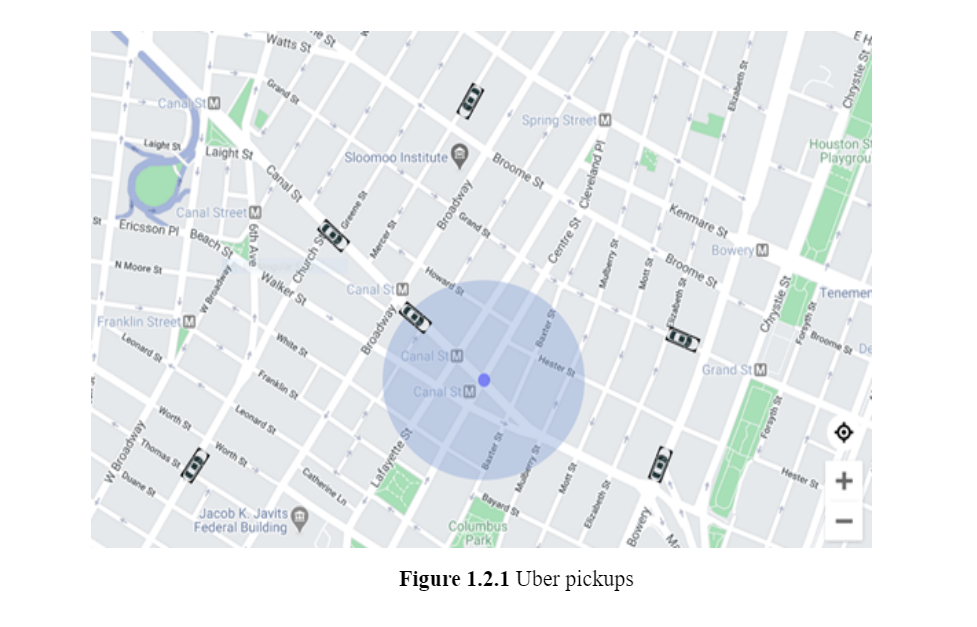 Watts St
ne St
E H
Canal St M
Grand St
Elizabeth St
Chrystie St
Spring Street M
Laight St
Laight St
Sloomoo Institute
Broome St
Cleveland Pl
Houston St
Playgrou
Canal St
Greene St
Broadway
Canal Street M
Grand St
Kenmare St
St
Ericsson Pl
Beach St
6th Ave
Church St
Mercer St
Centre St
Mulberry St
Mott St
Broome St
Bowery M
N Moore St
W Broadway
Walker St
Canal St M
Howard St
Elizabeth St
Chrystie St
Tenemen
Franklin Street M
Broadway
Baxter St
Forsyth St
Broome St
Leonard St
White St
Canal St M
Hester St
De
Grand St M
Franklin St
Canal St M
Worth St
Leonard St
Forsyth St
W Broadway
Thomas St
Worth St
Lafayette St
Baxter St
Mulberry St
Mott St
Hester St
Duane St
Catherine Ln
Elizabeth St
Bayard St
Bowery
Jacob K. Javits
Federal Building
Columbus
Park
Ma
+
−
Figure 1.2.1 Uber pickups